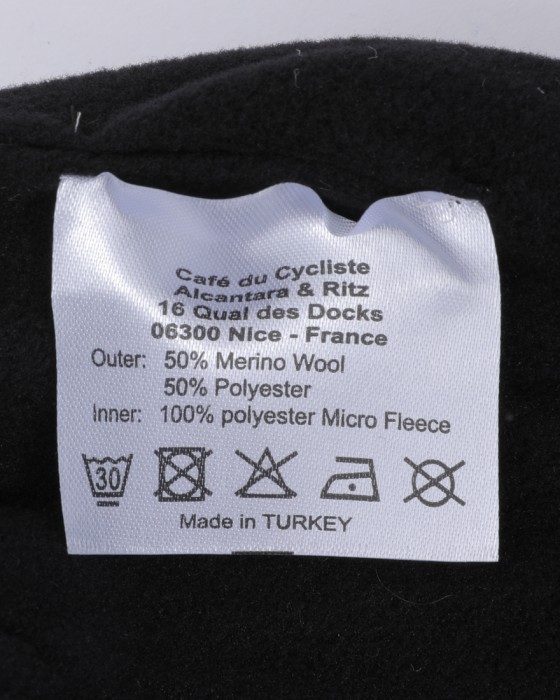 Café du Cycliste
Alcantara & Ritz
16 Quai des Docks
06300 Nice - France
Outer: 50% Merino Wool
50% Polyester
Inner: 100% polyester Micro Fleece
30
Made in TURKEY